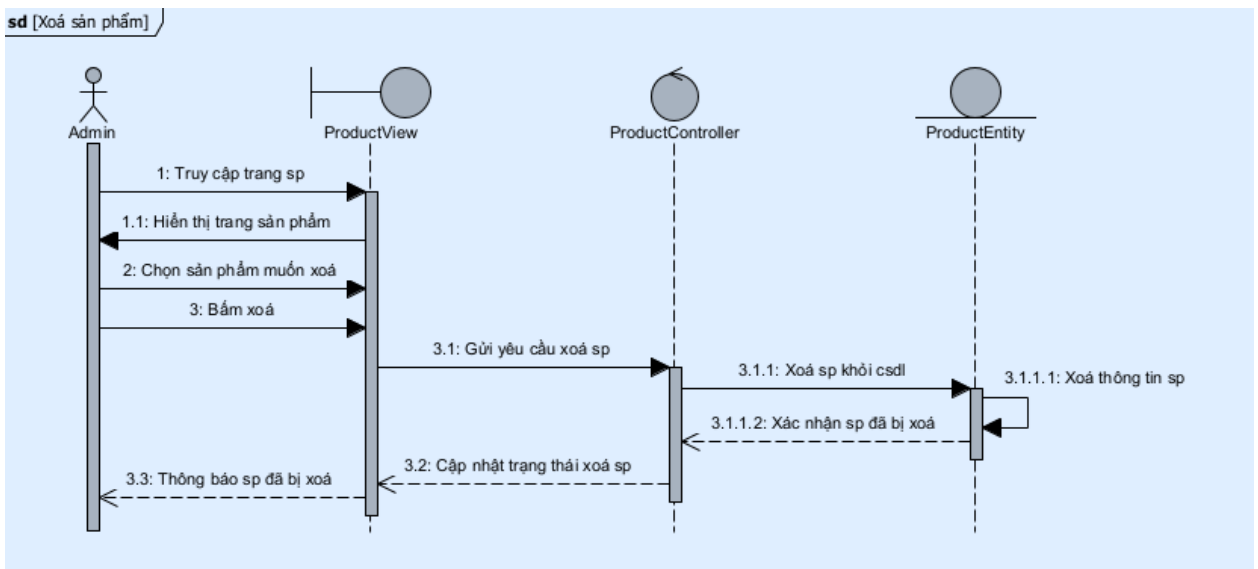 sd [Xoá sản phẩm]
Admin
ProductView
ProductController
ProductEntity
1: Truy cập trang sp
1.1: Hiển thị trang sản phẩm
2: Chọn sản phẩm muốn xoá
3: Bấm xoá
3.1: Gửi yêu cầu xoá sp
3.1.1: Xoá sp khỏi csdl
3.1.1.1: Xoá thông tin sp
3.1.1.2: Xác nhận sp đã bị xoá
3.2: Cập nhật trạng thái xoá sp
3.3: Thông báo sp đã bị xoá